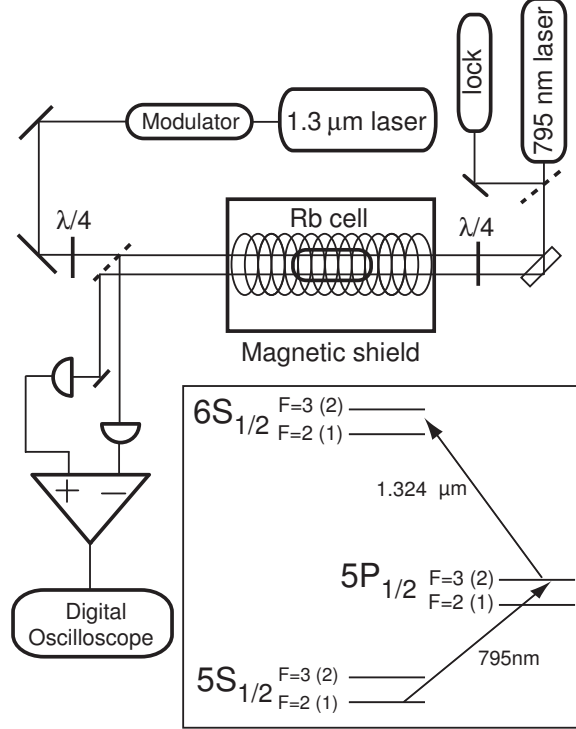 lock
795 nm laser
Modulator
1.3 μm laser
λ/4
Rb cell
λ/4
Magnetic shield
+ −
Digital
Oscilloscope
6S1/2
F=3 (2)
F=2 (1)
1.324 μm
5P1/2
F=3 (2)
F=2 (1)
795nm
5S1/2
F=3 (2)
F=2 (1)